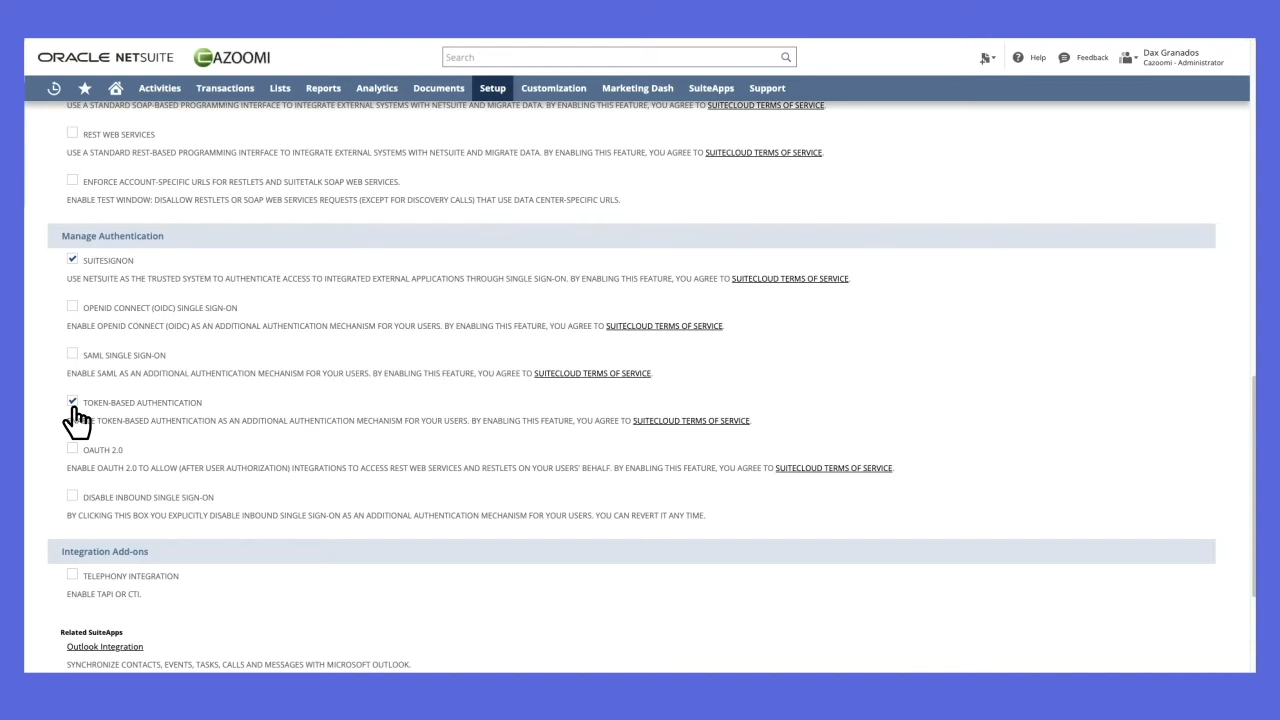 ORACLE NETSUITE
CAZOOMI
Search
Help
Feedback
Dax Granados
Cazoomi - Administrator
Activities
Transactions
Lists
Reports
Analytics
Documents
Setup
Customization
Marketing Dash
SuiteApps
Support
USE A STANDARD SOAP-BASED PROGRAMMING INTERFACE TO INTEGRATE EXTERNAL SYSTEMS WITH NETSUITE AND MIGRATE DATA. BY ENABLING THIS FEATURE, YOU AGREE TO SUITECLOUD TERMS OF SERVICE.
REST WEB SERVICES
USE A STANDARD REST-BASED PROGRAMMING INTERFACE TO INTEGRATE EXTERNAL SYSTEMS WITH NETSUITE AND MIGRATE DATA. BY ENABLING THIS FEATURE, YOU AGREE TO SUITECLOUD TERMS OF SERVICE.
ENFORCE ACCOUNT-SPECIFIC URLS FOR RESTLETS AND SUITETALK SOAP WEB SERVICES.
ENABLE TEST WINDOW: DISALLOW RESTLETS OR SOAP WEB SERVICES REQUESTS (EXCEPT FOR DISCOVERY CALLS) THAT USE DATA CENTER-SPECIFIC URLS.
Manage Authentication
SUITESIGNON
USE NETSUITE AS THE TRUSTED SYSTEM TO AUTHENTICATE ACCESS TO INTEGRATED EXTERNAL APPLICATIONS THROUGH SINGLE SIGN-ON. BY ENABLING THIS FEATURE, YOU AGREE TO SUITECLOUD TERMS OF SERVICE.
OPENID CONNECT (OIDC) SINGLE SIGN-ON
ENABLE OPENID CONNECT (OIDC) AS AN ADDITIONAL AUTHENTICATION MECHANISM FOR YOUR USERS. BY ENABLING THIS FEATURE, YOU AGREE TO SUITECLOUD TERMS OF SERVICE.
SAML SINGLE SIGN-ON
ENABLE SAML AS AN ADDITIONAL AUTHENTICATION MECHANISM FOR YOUR USERS. BY ENABLING THIS FEATURE, YOU AGREE TO SUITECLOUD TERMS OF SERVICE.
TOKEN-BASED AUTHENTICATION
TOKEN-BASED AUTHENTICATION AS AN ADDITIONAL AUTHENTICATION MECHANISM FOR YOUR USERS. BY ENABLING THIS FEATURE, YOU AGREE TO SUITECLOUD TERMS OF SERVICE.
OAUTH 2.0
ENABLE OAUTH 2.0 TO ALLOW (AFTER USER AUTHORIZATION) INTEGRATIONS TO ACCESS REST WEB SERVICES AND RESTLETS ON YOUR USERS' BEHALF. BY ENABLING THIS FEATURE, YOU AGREE TO SUITECLOUD TERMS OF SERVICE.
DISABLE INBOUND SINGLE SIGN-ON
BY CLICKING THIS BOX YOU EXPLICITLY DISABLE INBOUND SINGLE SIGN-ON AS AN ADDITIONAL AUTHENTICATION MECHANISM FOR YOUR USERS. YOU CAN REVERT IT ANY TIME.
Integration Add-ons
TELEPHONY INTEGRATION
ENABLE TAPI OR CTI.
Related SuiteApps
Outlook Integration
SYNCHRONIZE CONTACTS, EVENTS, TASKS, CALLS AND MESSAGES WITH MICROSOFT OUTLOOK.